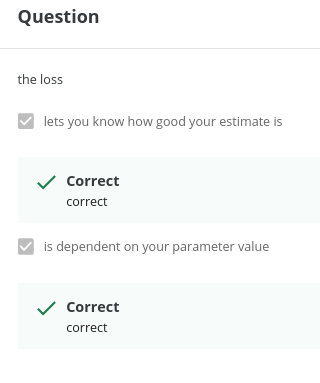 Question
the loss
lets you know how good your estimate is
Correct
correct
is dependent on your parameter value
Correct
correct